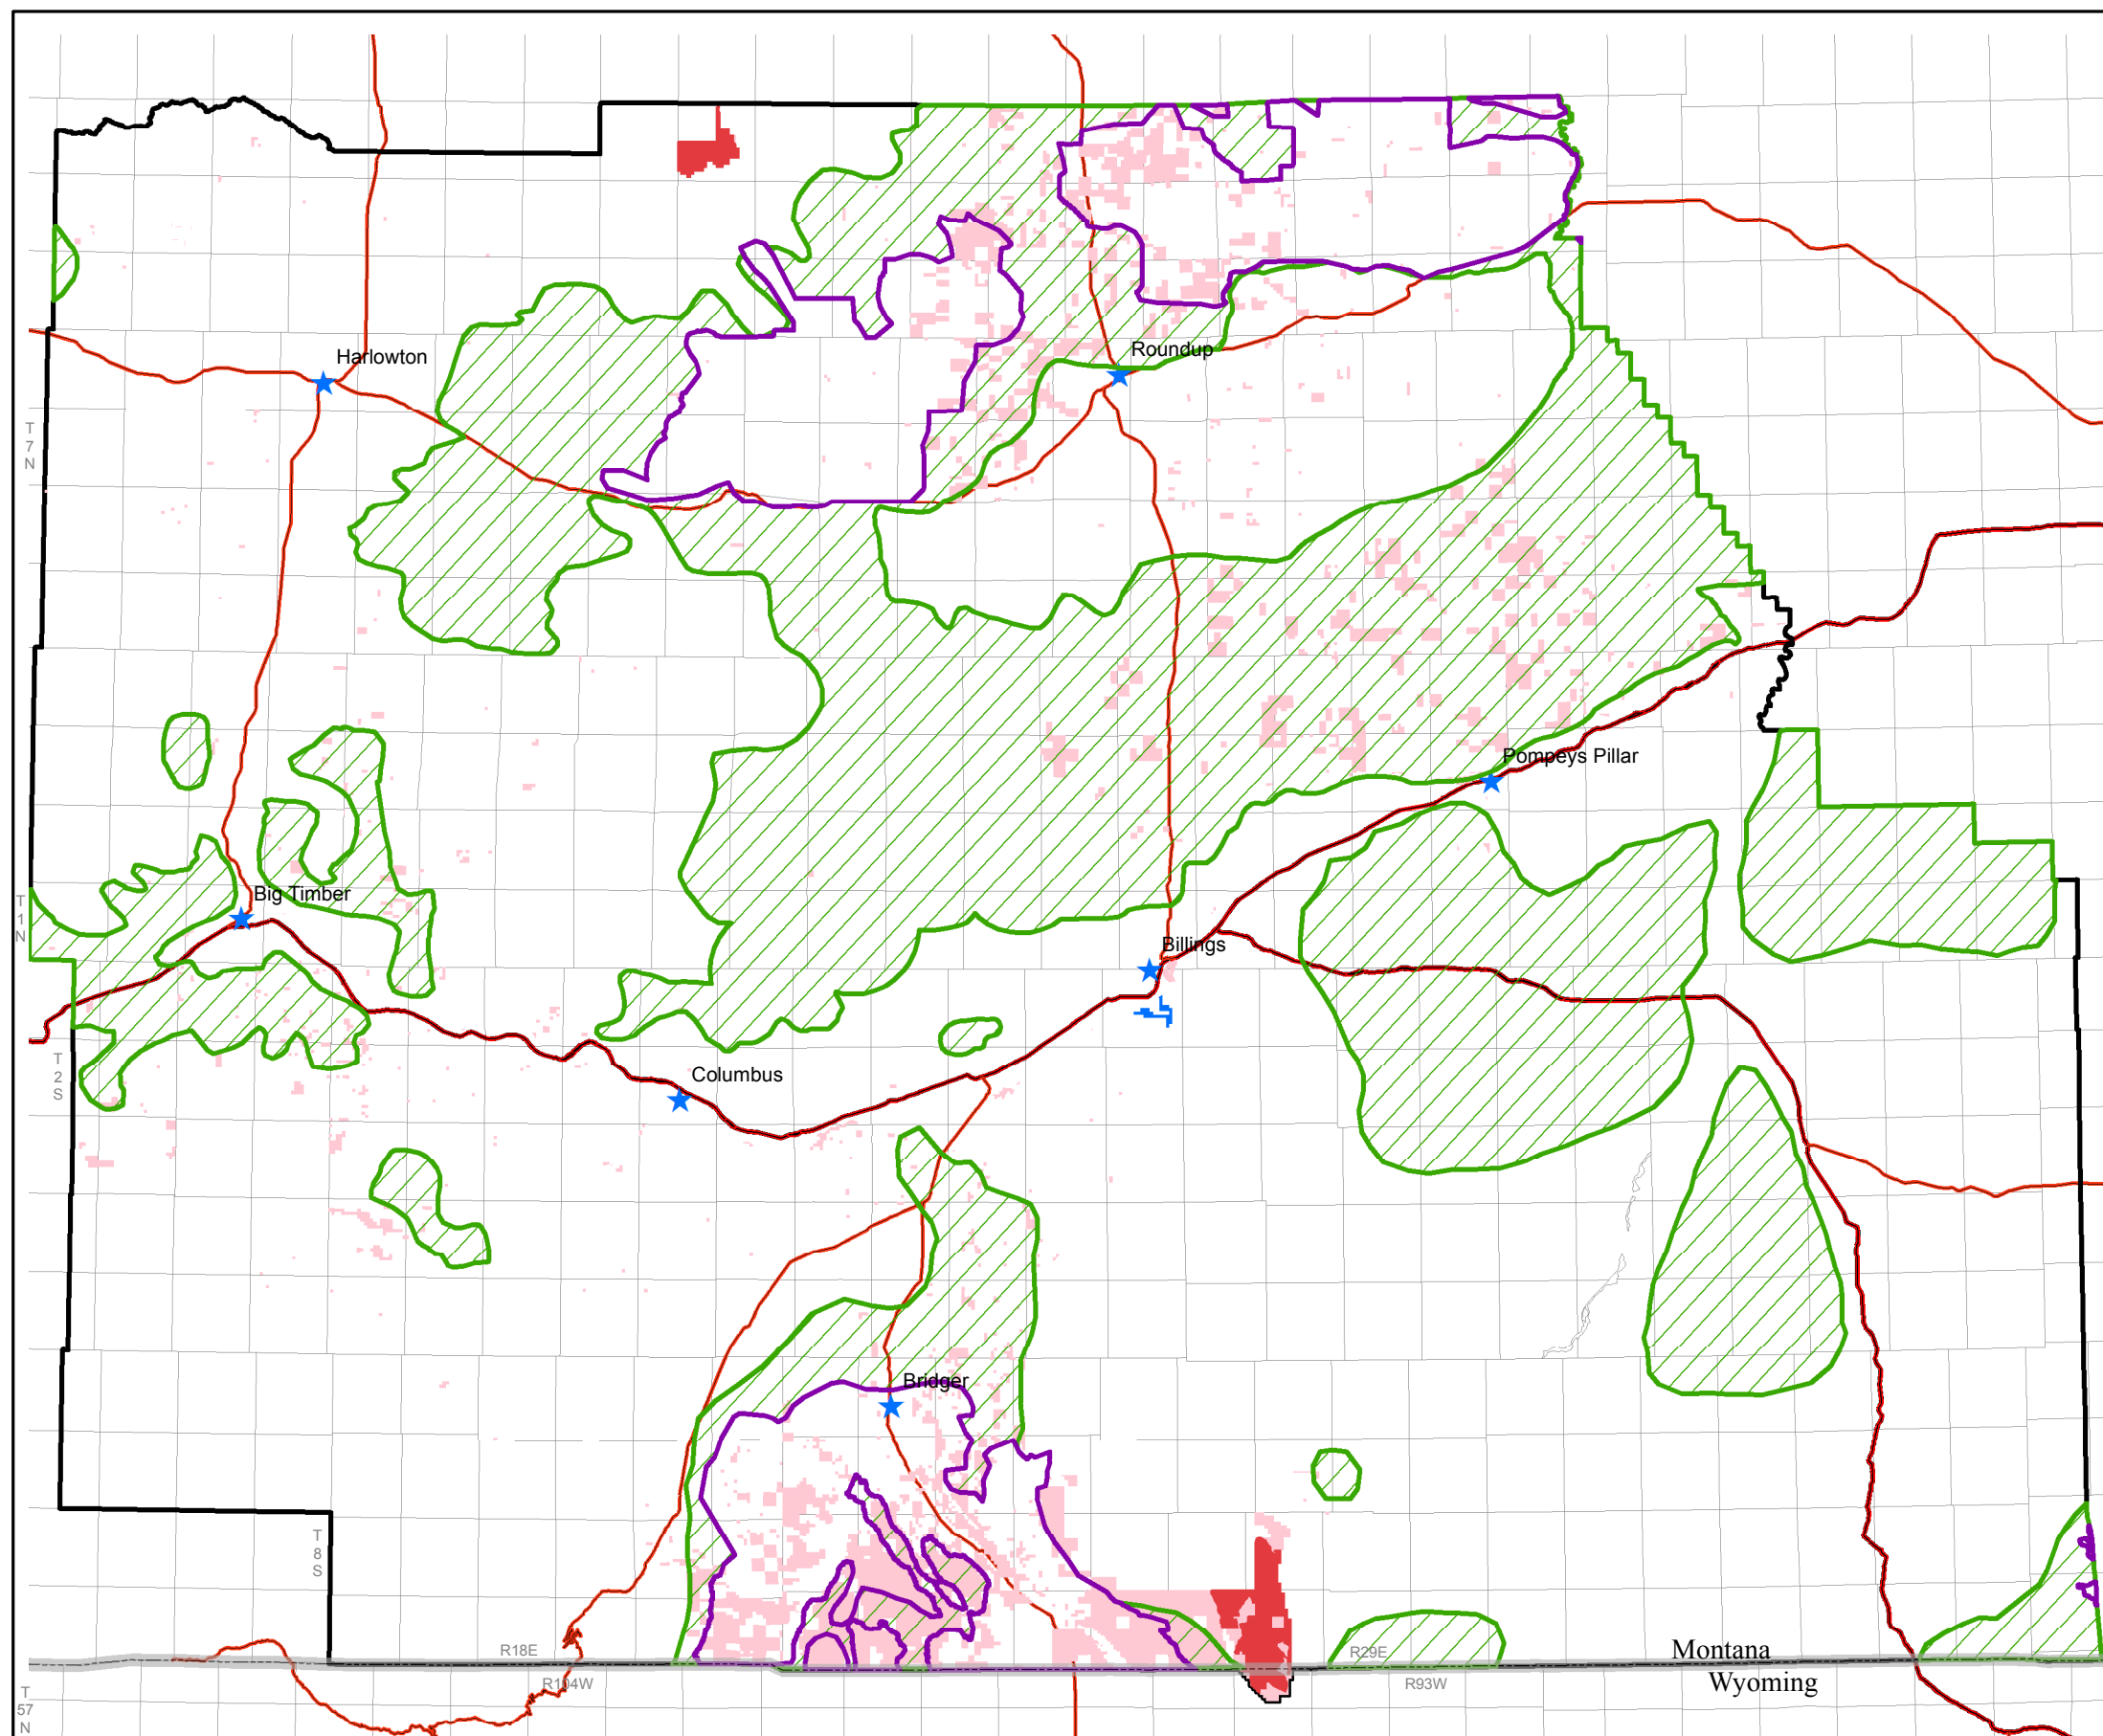 Harlowton
Roundup
T
7
N
Pompeys Pillar
Big Timber
T
1
N
Billings
T
2
S
Columbus
Bridger
T
8
S
R18E
R29E
Montana
R104W
R93W
Wyoming
T
57
N